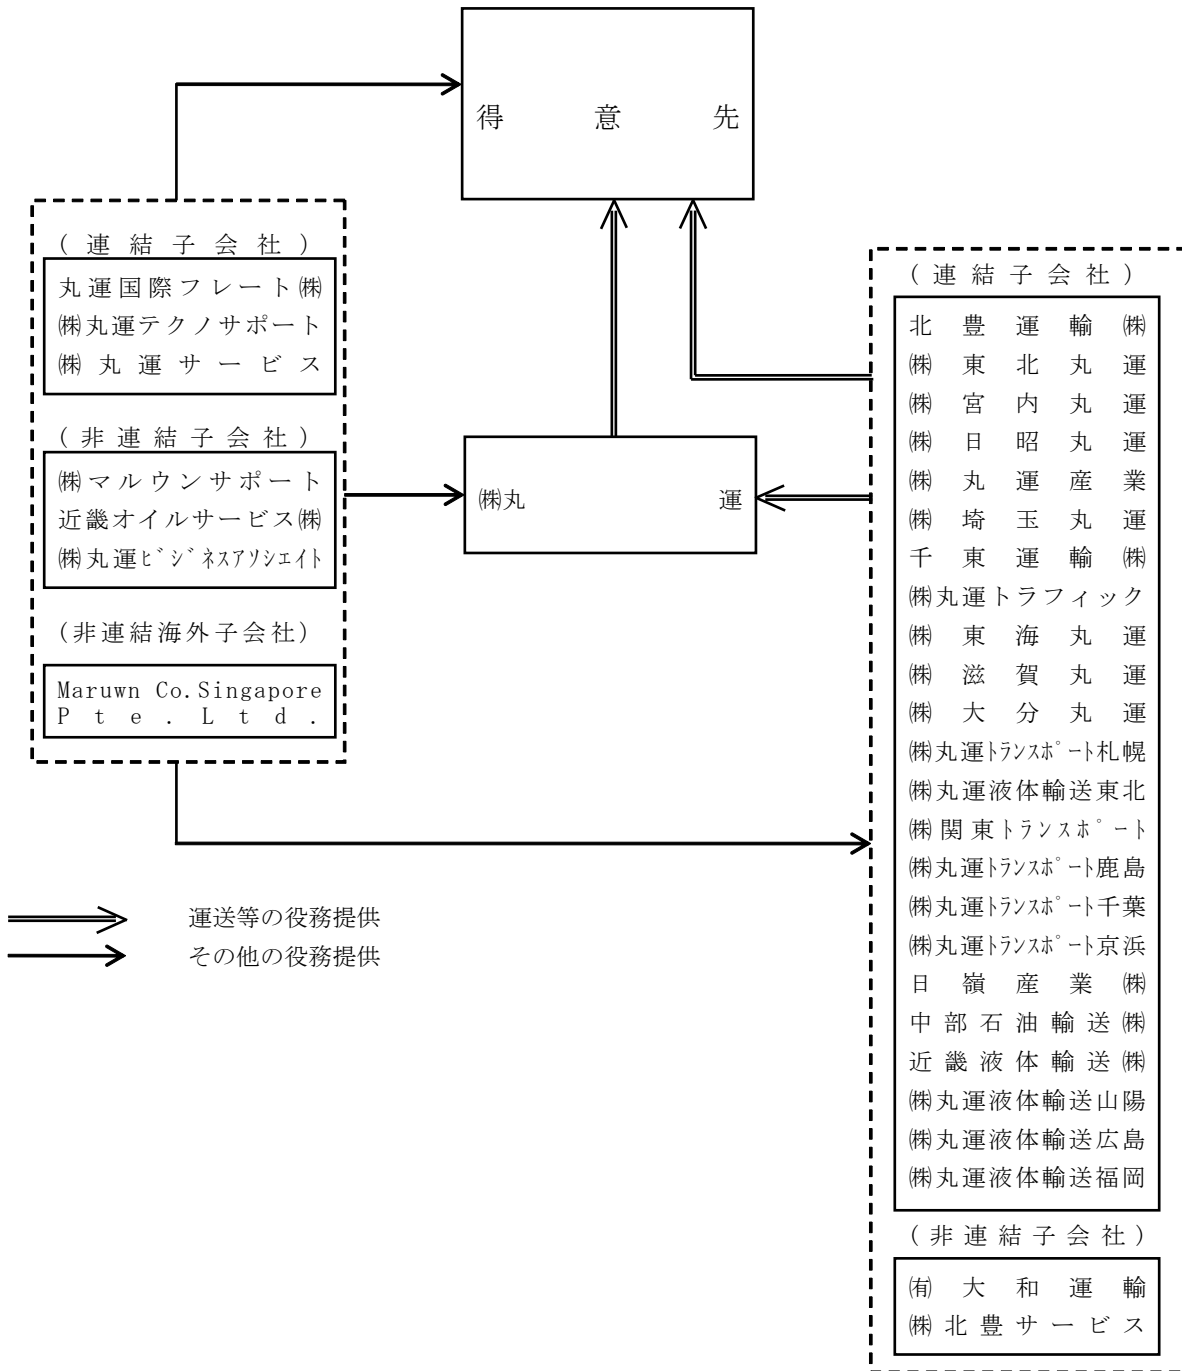 得意先
(連結子会社)
丸運国際フレート㈱
㈱丸運テクノサポート
㈱丸運サービス
(非連結子会社)
㈱マルウンサポート
近畿オイルサービス㈱
㈱丸運ビジネスアソシエイト
(非連結海外子会社)
Maruwn Co.Singapore
Pte.Ltd.
㈱丸運
(連結子会社)
北豊運輸㈱
㈱東北丸運
㈱宮内丸運
㈱日昭丸運
㈱丸運産業
㈱埼玉丸運
千東運輸㈱
㈱丸運トラフィック
㈱東海丸運
㈱滋賀丸運
㈱大分丸運
㈱丸運トランスポート札幌
㈱丸運液体輸送東北
㈱関東トランスポート
㈱丸運トランスポート鹿島
㈱丸運トランスポート千葉
㈱丸運トランスポート京浜
日嶺産業㈱
中部石油輸送㈱
近畿液体輸送㈱
㈱丸運液体輸送山陽
㈱丸運液体輸送広島
㈱丸運液体輸送福岡
(非連結子会社)
㈲大和運輸
㈱北豊サービス
運送等の役務提供
その他の役務提供